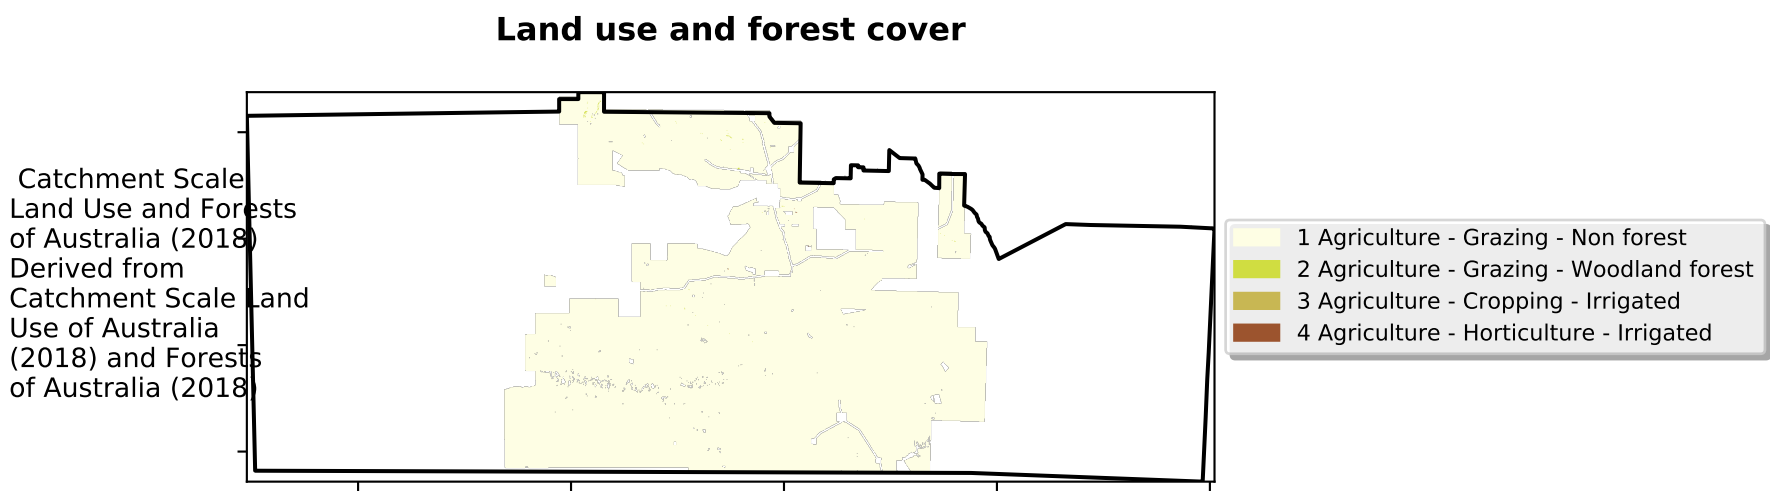 Land use and forest cover
Catchment Scale
Land Use and Forests
of Australia (2018)
Derived from
Catchment Scale Land
Use of Australia
(2018) and Forests
of Australia (2018)
1 Agriculture - Grazing - Non forest
2 Agriculture - Grazing - Woodland forest
3 Agriculture - Cropping - Irrigated
4 Agriculture - Horticulture - Irrigated